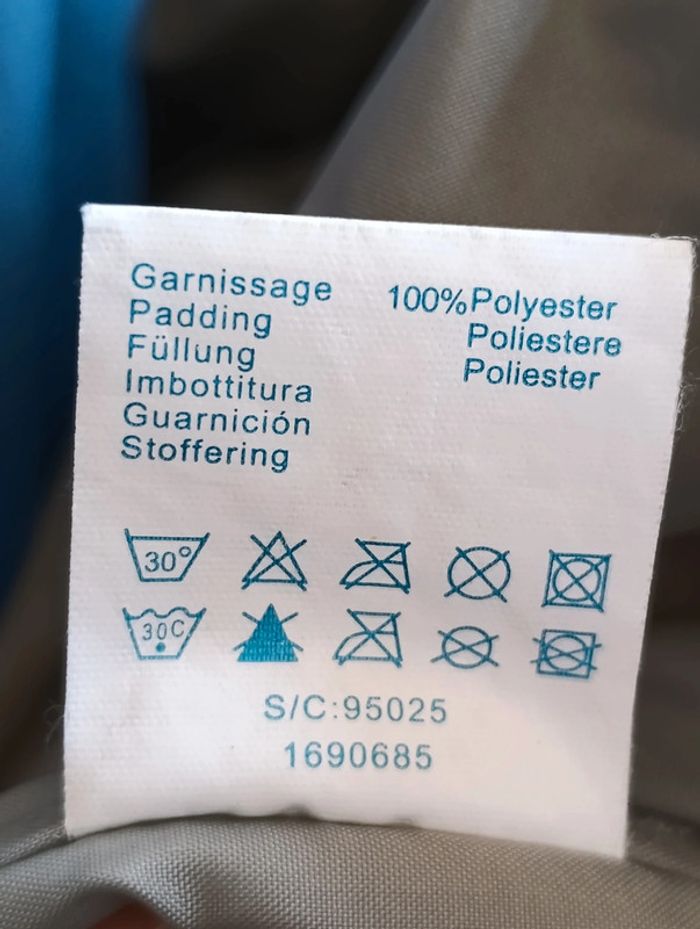 Garnissage
Padding
Füllung
Imbottitura
Guarnición
Stoffering
100%Polyester
Poliestere
Poliester
30°
30C
S/C:95025
1690685